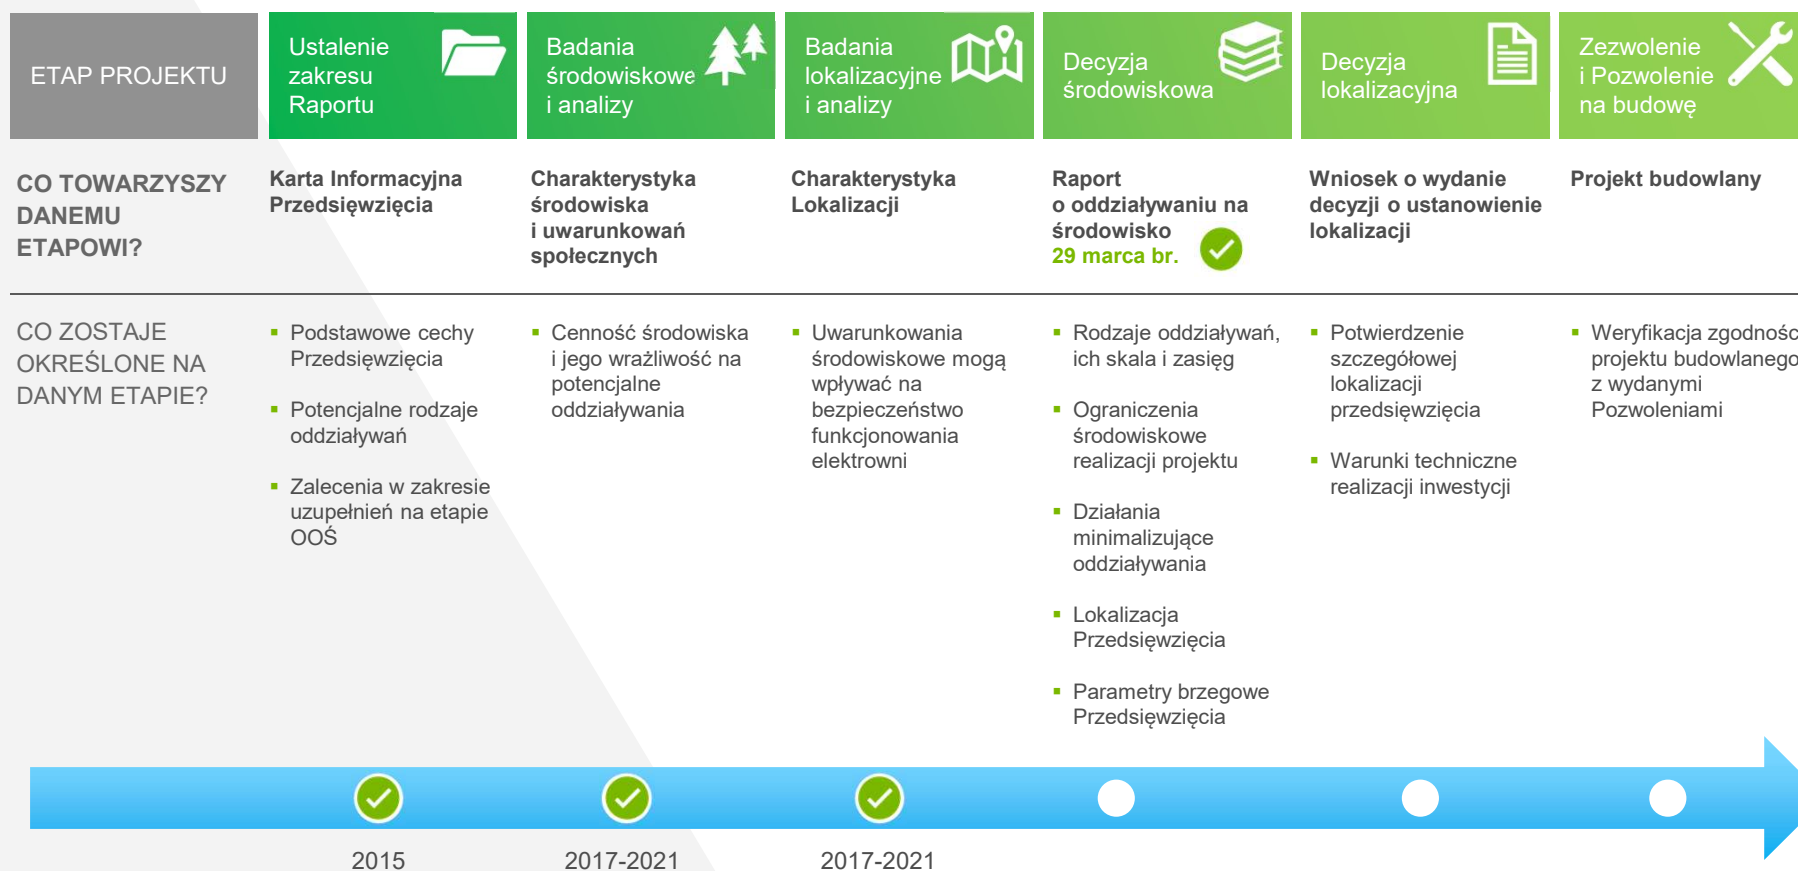 ETAP PROJEKTU
Ustalenie
zakresu
Raportu
Badania
środowiskowe
i analizy
Badania
lokalizacyjne
i analizy
Decyzja
środowiskowa
Decyzja
lokalizacyjna
Zezwolenie
i Pozwolenie
na budowę
CO TOWARZYSZY
DANEMU
ETAPOWI?
Karta Informacyjna
Przedsięwzięcia
Charakterystyka
środowiska
i uwarunkowań
społecznych
Charakterystyka
Lokalizacji
Raport
o oddziaływaniu na
środowisko
29 marca br.
Wniosek o wydanie
decyzji o ustanowienie
lokalizacji
Projekt budowlany
CO ZOSTAJE
OKREŚLONE NA
DANYM ETAPIE?
▪ Podstawowe cechy
Przedsięwzięcia
▪ Potencjalne rodzaje
oddziaływań
▪ Zalecenia w zakresie
uzupełnień na etapie
OOŚ
▪ Cenność środowiska
i jego wrażliwość na
potencjalne
oddziaływania
▪ Uwarunkowania
środowiskowe mogą
wpływać na
bezpieczeństwo
funkcjonowania
elektrowni
▪ Rodzaje oddziaływań,
ich skala i zasięg
▪ Ograniczenia
środowiskowe
realizacji projektu
▪ Działania
minimalizujące
oddziaływania
▪ Lokalizacja
Przedsięwzięcia
▪ Parametry brzegowe
Przedsięwzięcia
▪ Potwierdzenie
szczegółowej
lokalizacji
przedsięwzięcia
▪ Warunki techniczne
realizacji inwestycji
▪ Weryfikacja zgodnośc
projektu budowlanego
z wydanymi
Pozwoleniami
2015
2017-2021
2017-2021